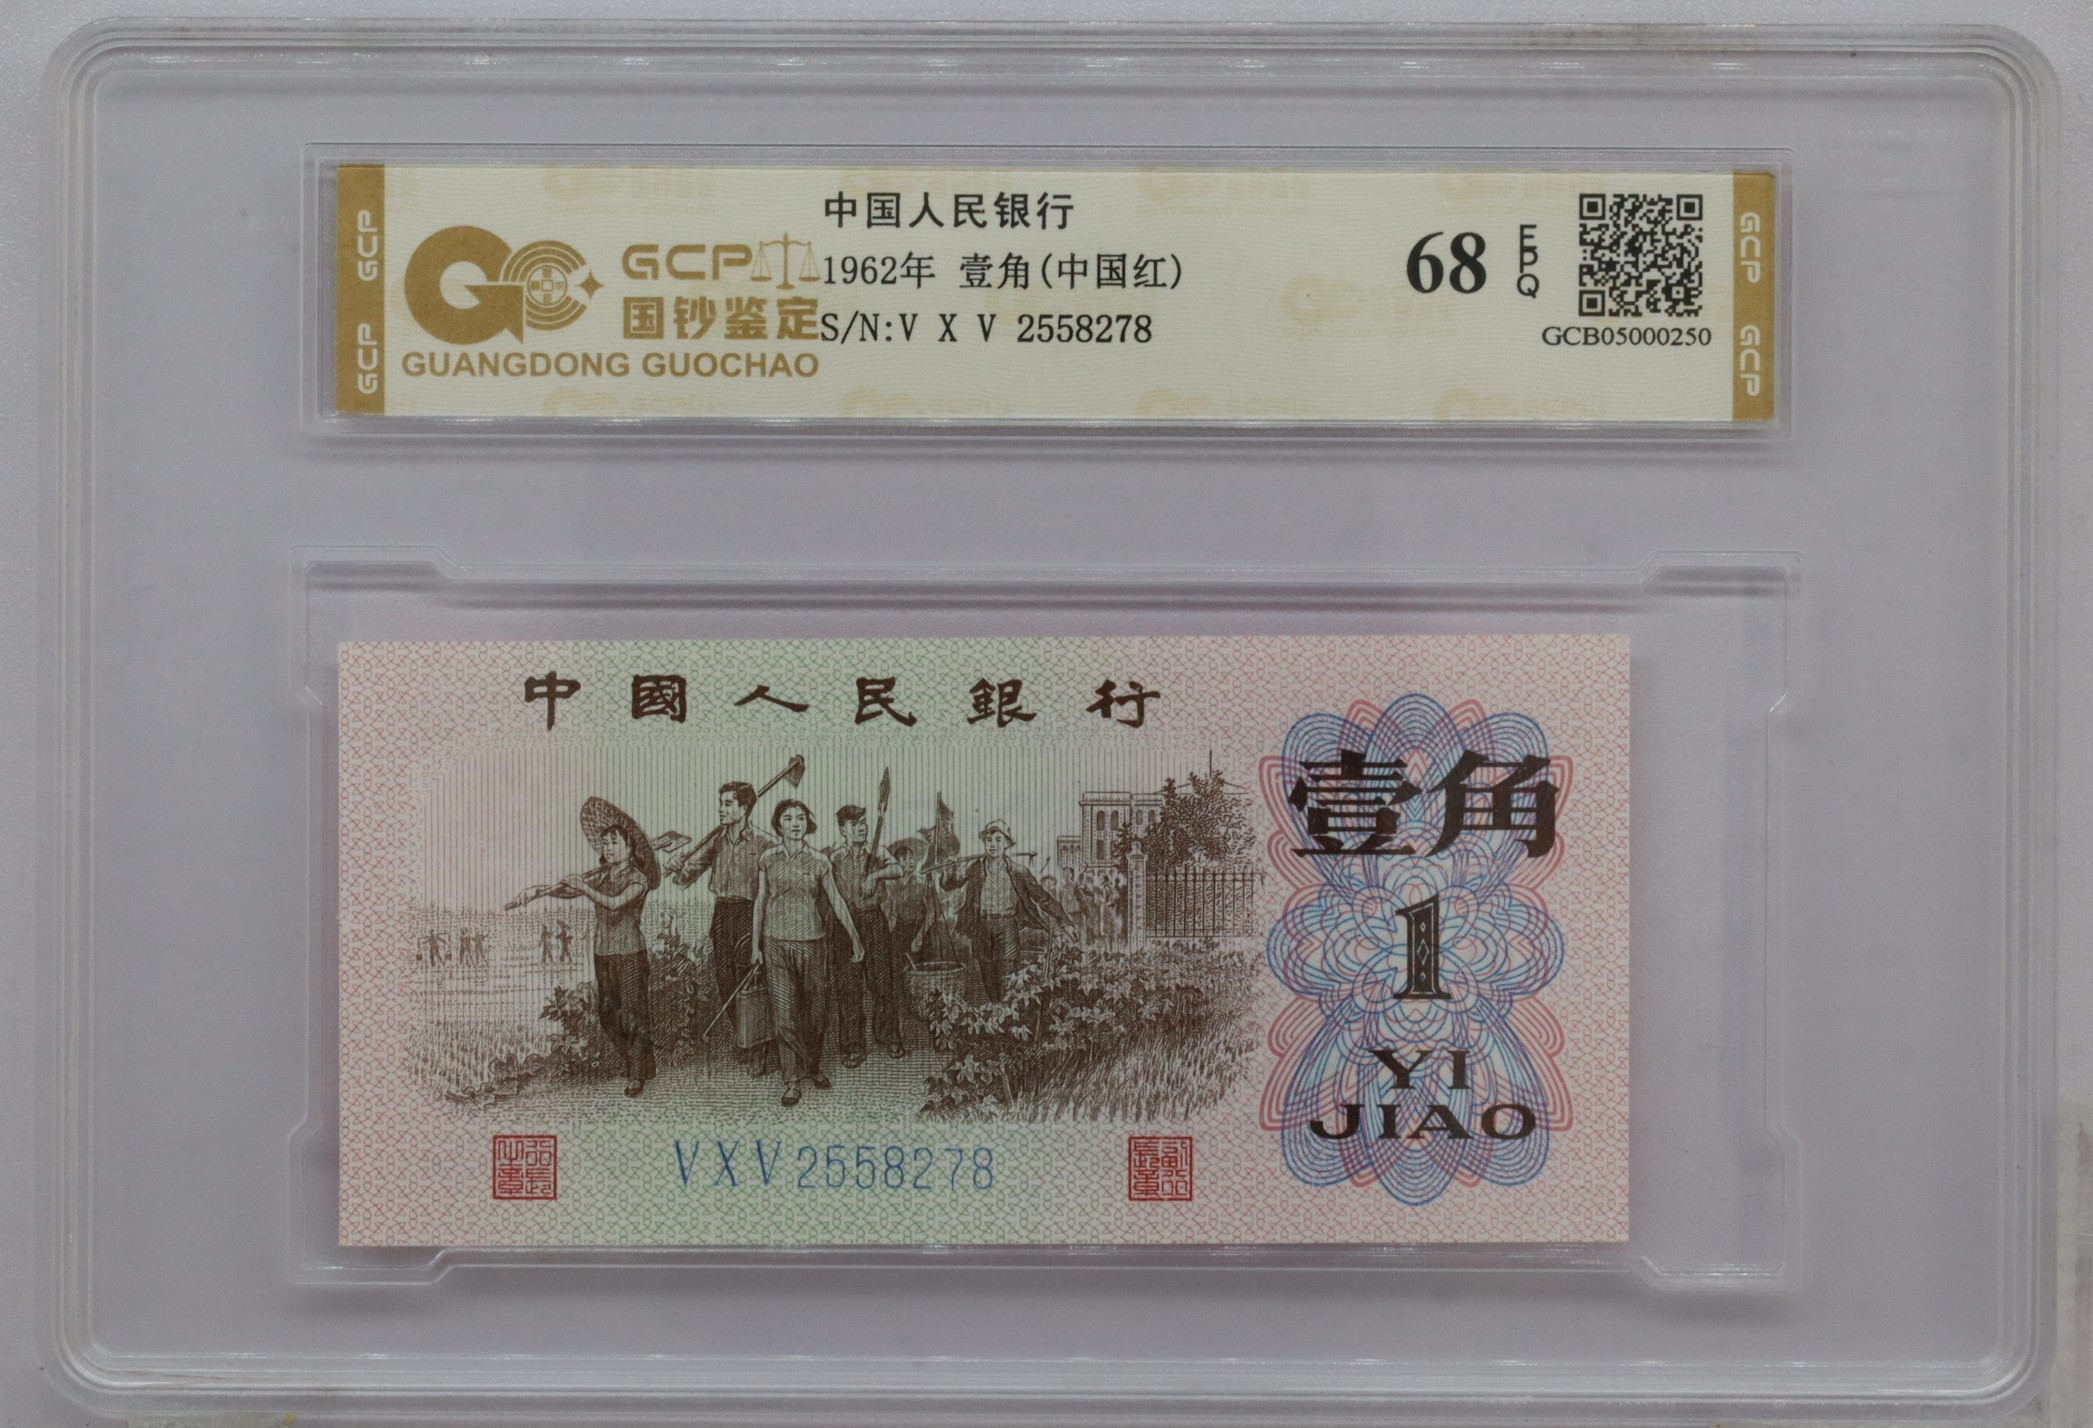 GCP
GCP
GCP
国钞鉴定
GUANGDONG GUOCHAO
中国人民银行
1962年 壹角(中国红)
S/N:V X V 2558278
68
EPQ
GCB05000250
GCP
GCP
中國人民銀行
壹角
1
YI
JIAO
VXV2558278